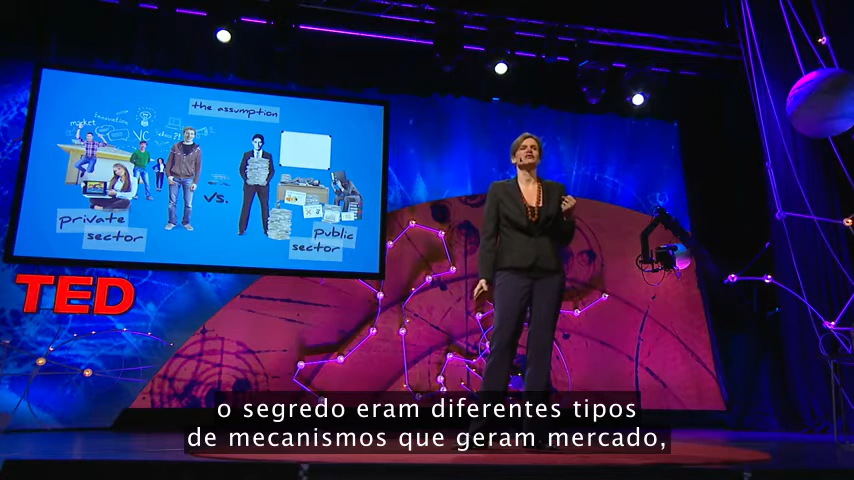 the assumption
market
Innovation
VC
private
sector
vs.
public
sector
TED
o segredo eram diferentes tipos
de mecanismos que geram mercado,